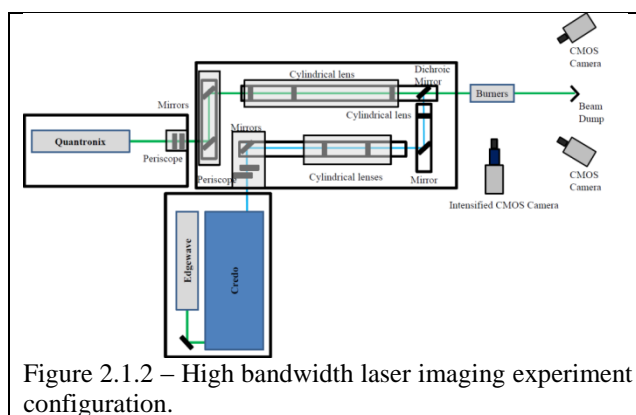 CMOS
Camera
Cylindrical lens
Dichroic
Mirror
Mirrors
Cylindrical lens
Burners
Beam
Dump
Quantronix
Periscope
Mirrors
Periscope
Cylindrical lenses
Mirror
CMOS
Camera
Intensified CMOS Camera
Edgewave
Credo
Figure 2.1.2 – High bandwidth laser imaging experiment
configuration.